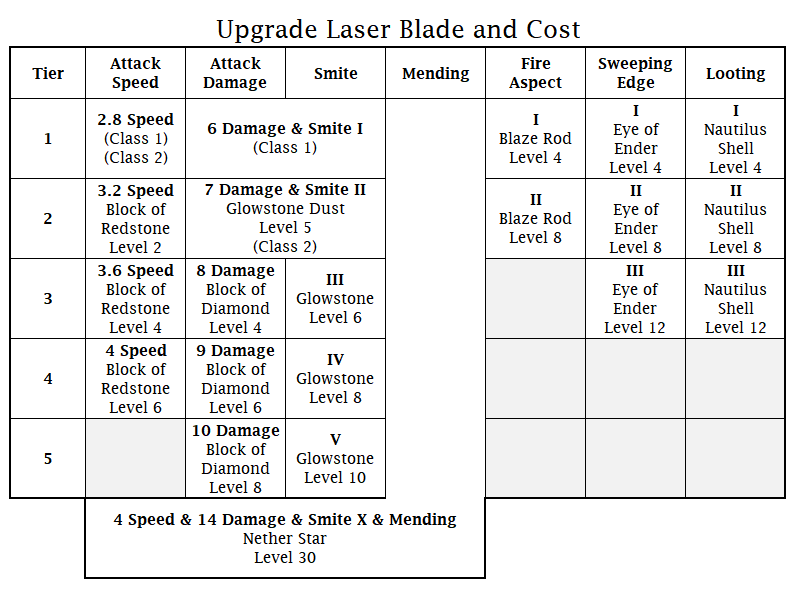 Upgrade Laser Blade and Cost
Tier
Attack
Speed
Attack
Damage
Smite
Mending
Fire
Aspect
Sweeping
Edge
Looting
1
2.8 Speed
(Class 1)
(Class 2)
6 Damage & Smite I
(Class 1)
I
Blaze Rod
Level 4
I
Eye of
Ender
Level 4
I
Nautilus
Shell
Level 4
2
3.2 Speed
Block of
Redstone
Level 2
7 Damage & Smite II
Glowstone Dust
Level 5
(Class 2)
II
Blaze Rod
Level 8
II
Eye of
Ender
Level 8
II
Nautilus
Shell
Level 8
3
3.6 Speed
Block of
Redstone
Level 4
8 Damage
Block of
Diamond
Level 4
III
Glowstone
Level 6
III
Eye of
Ender
Level 12
III
Nautilus
Shell
Level 12
4
4 Speed
Block of
Redstone
Level 6
9 Damage
Block of
Diamond
Level 6
IV
Glowstone
Level 8
5
10 Damage
Block of
Diamond
Level 8
V
Glowstone
Level 10
4 Speed & 14 Damage & Smite X & Mending
Nether Star
Level 30